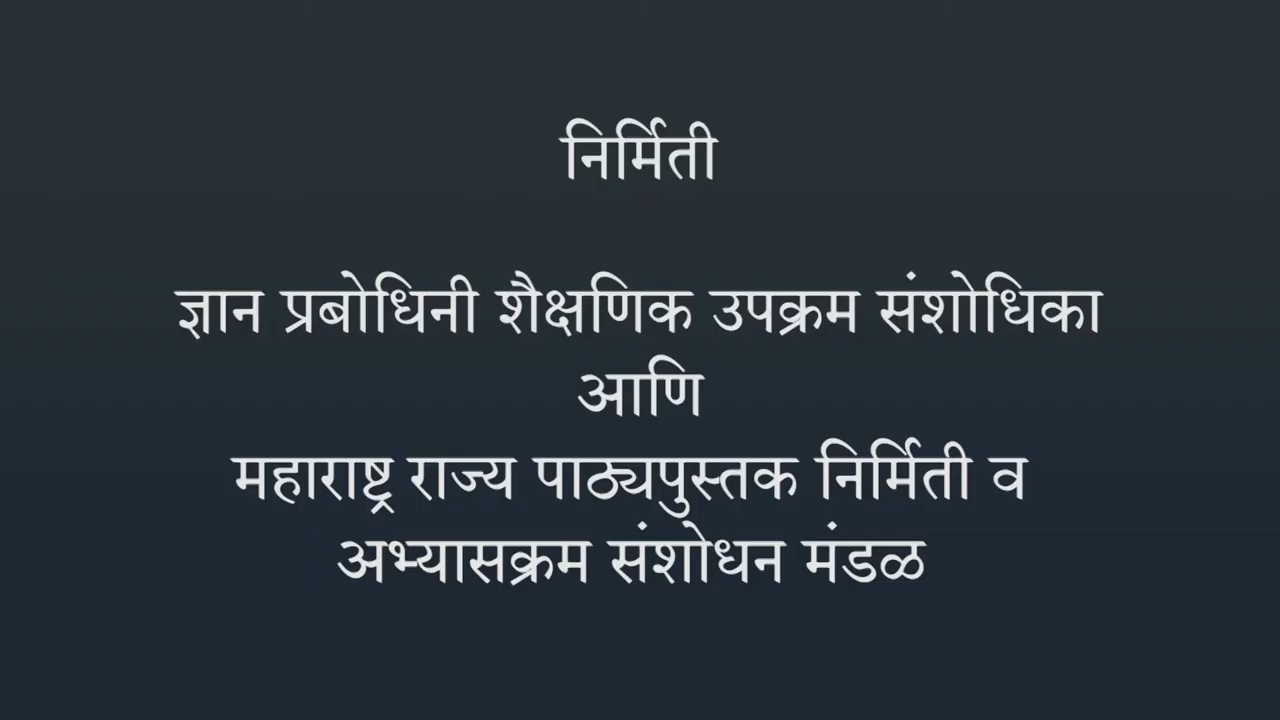 निर्मिती
ज्ञान प्रबोधिनी शैक्षणिक उपक्रम संशोधिका
आणि
महाराष्ट्र राज्य पाठ्यपुस्तक निर्मिती व
अभ्यासक्रम संशोधन मंडळ